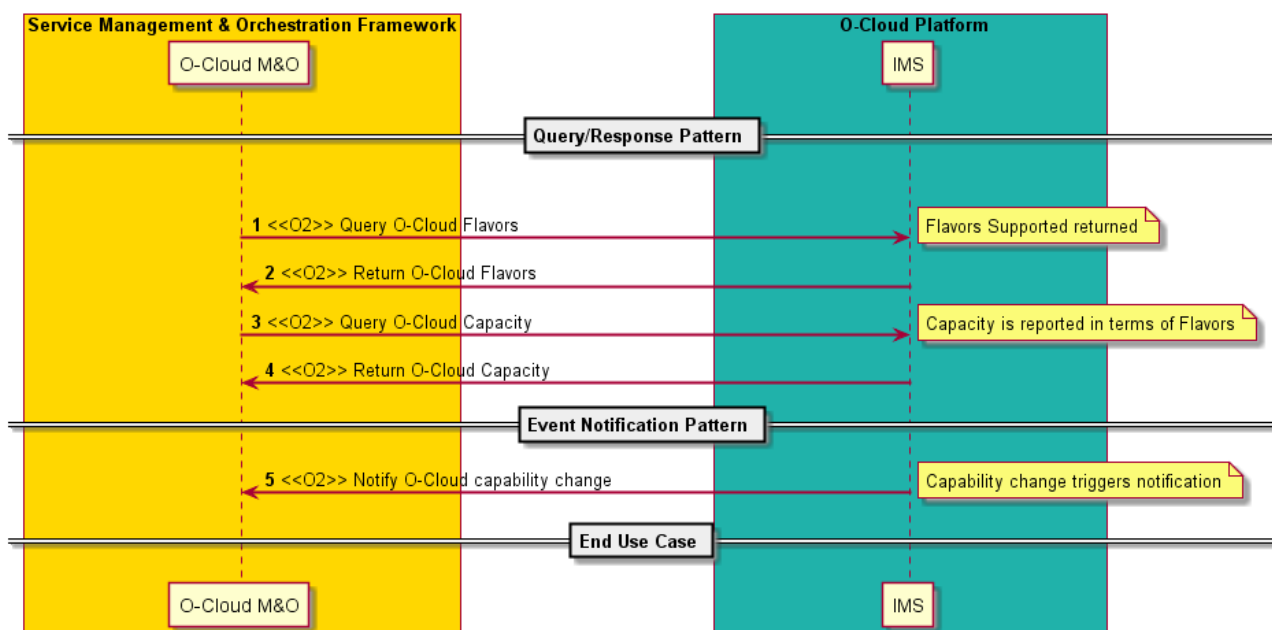 Service Management & Orchestration Framework
O-Cloud Platform
O-Cloud M&O
IMS
Query/Response Pattern
1 <<O2>> Query O-Cloud Flavors
Flavors Supported returned
2 <<O2>> Return O-Cloud Flavors
3 <<O2>> Query O-Cloud Capacity
Capacity is reported in terms of Flavors
4 <<O2>> Return O-Cloud Capacity
Event Notification Pattern
5 <<O2>> Notify O-Cloud capability change
Capability change triggers notification
End Use Case
O-Cloud M&O
IMS